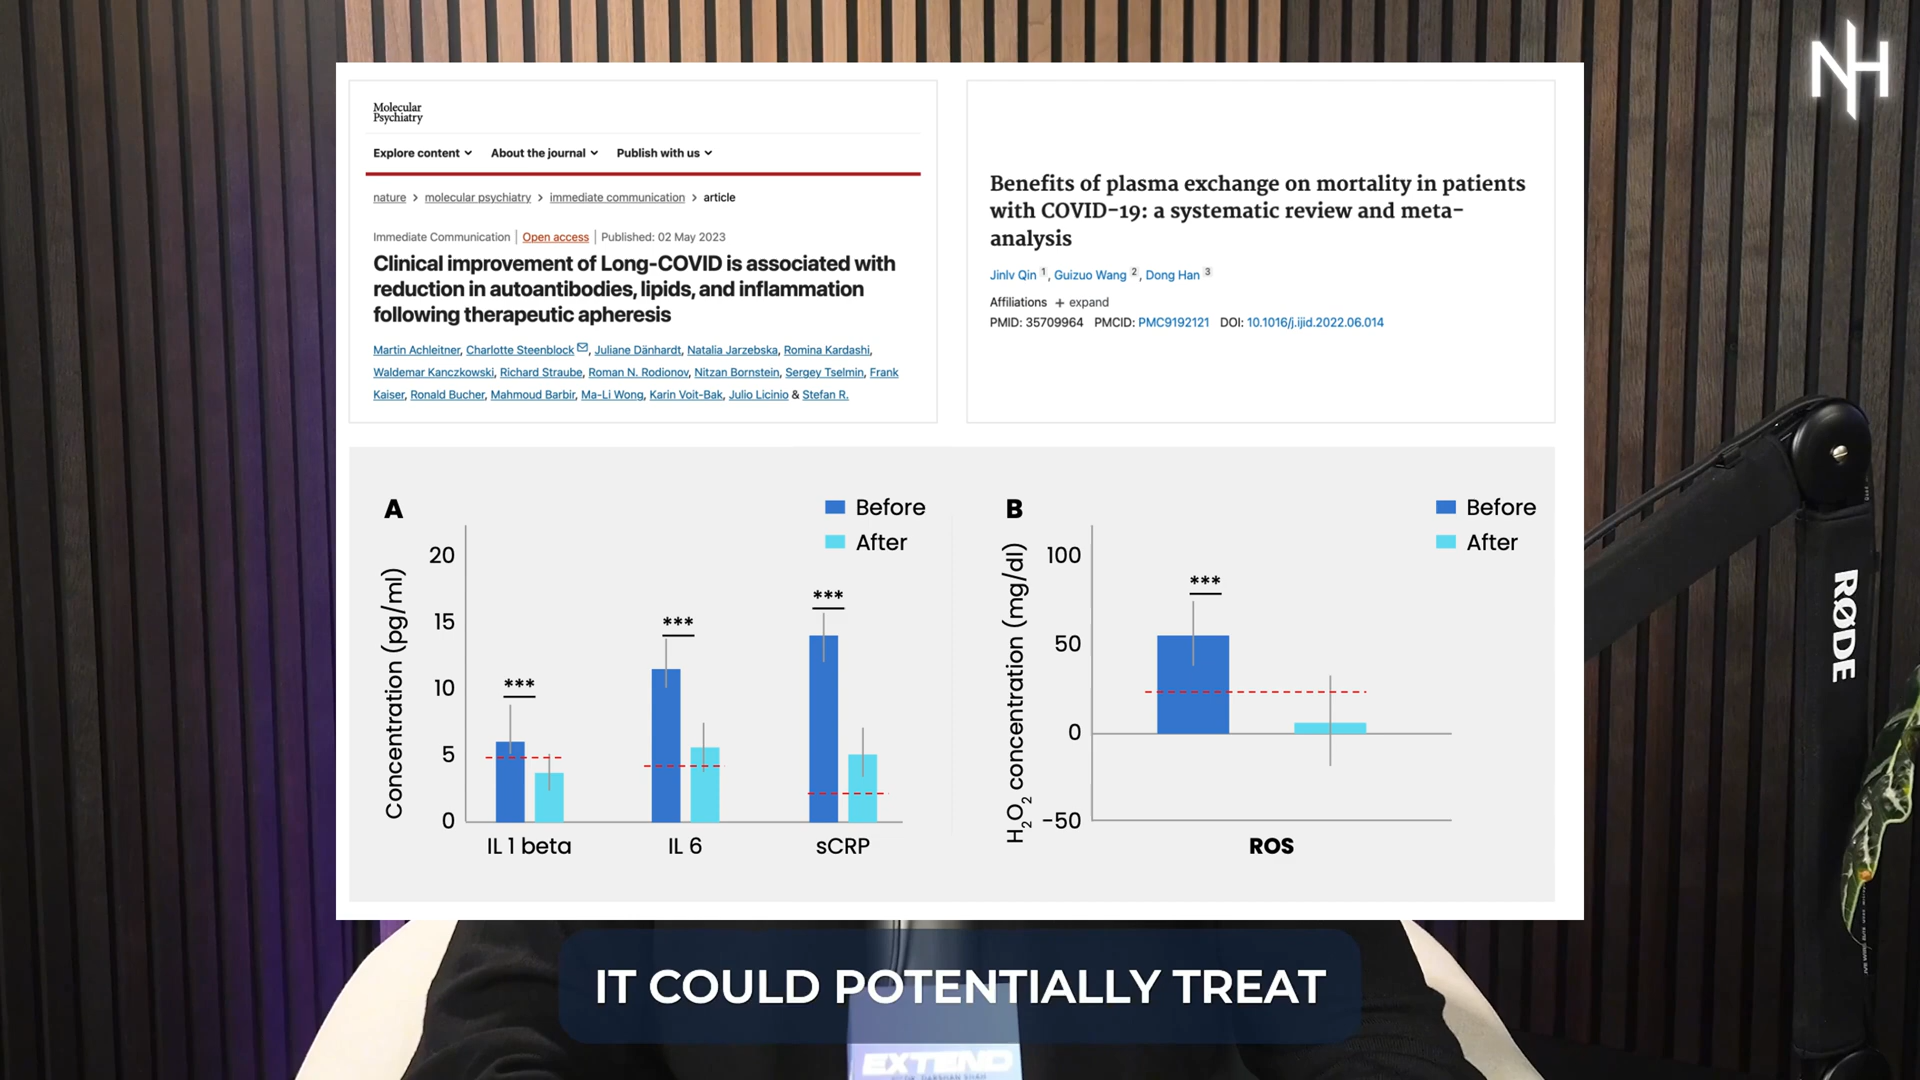 NH
Molecular
Psychiatry
Explore content About the journal Publish with us
nature > molecular psychiatry > immediate communication > article
Immediate Communication | Open access | Published: 02 May 2023
Clinical improvement of Long-COVID is associated with
reduction in autoantibodies, lipids, and inflammation
following therapeutic apheresis
Martin Achleitner, Charlotte Steenblock, Juliane Dänhardt, Natalia Jarzebska, Romina Kardashi,
Waldemar Kanczkowski, Richard Straube, Roman N. Rodionov, Nitzan Bornstein, Sergey Tselmin, Frank
Kaiser, Ronald Bucher, Mahmoud Barbir, Ma-Li Wong, Karin Voit-Bak, Julio Licinio & Stefan R.
Benefits of plasma exchange on mortality in patients
with COVID-19: a systematic review and meta-
analysis
Jinlv Qin 1, Guizuo Wang 2, Dong Han 3
Affiliations + expand
PMID: 35709964 PMCID: PMC9192121 DOI: 10.1016/j.ijid.2022.06.014
A
Before
After
Concentration (pg/ml)
20
15
10
5
0
***
***
***
IL 1 beta
IL 6
sCRP
B
Before
After
H₂O₂ concentration (mg/dl)
100
50
0
-50
***
ROS
RØDE
IT COULD POTENTIALLY TREAT
EXTEND